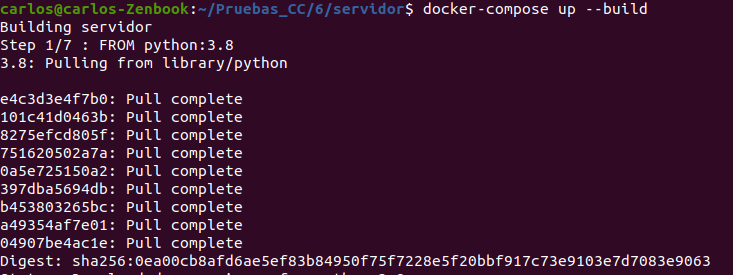 carlos@carlos-Zenbook:~/Pruebas_CC/6/servidor$ docker-compose up --build
Building servidor
Step 1/7 : FROM python:3.8
3.8: Pulling from library/python
e4c3d3e4f7b0: Pull complete
101c41d0463b: Pull complete
8275efcd805f: Pull complete
751620502a7a: Pull complete
0a5e725150a2: Pull complete
397dba5694db: Pull complete
b453803265bc: Pull complete
a49354af7e01: Pull complete
04907be4ac1e: Pull complete
Digest: sha256:0ea00cb8afd6ae5ef83b84950f75f7228e5f20bbf917c73e9103e7d7083e9063